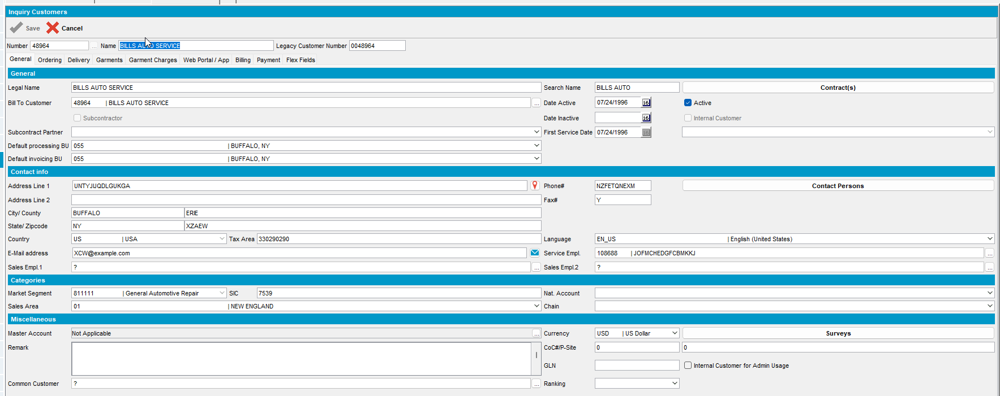 Inquiry Customers
Save Cancel
Number 48964 ... Name BILLS AUTO SERVICE Legacy Customer Number 0048964
General Ordering Delivery Garments Garment Charges Web Portal / App Billing Payment Flex Fields
General
Legal Name BILLS AUTO SERVICE Search Name BILLS AUTO Contract(s)
Bill To Customer 48964 | BILLS AUTO SERVICE ... Date Active 07/24/1996 16 Active
Subcontractor Date Inactive 16 Internal Customer
Subcontract Partner First Service Date 07/24/1996 16
Default processing BU 055 | BUFFALO, NY
Default invoicing BU 055 | BUFFALO, NY
Contact info
Address Line 1 UNTYJUQDLGUKGA Phone# NZFETQNEXM Contact Persons
Address Line 2 Fax# Y
City/ County BUFFALO ERIE
State/ Zipcode NY XZAEW
Country US | USA Tax Area 330290290 Language EN_US | English (United States)
E-Mail address XCW@example.com Service Empl. 108688 | JOFMCHEDGFCBMKKJ ...
Sales Empl.1 ? ... Sales Empl.2 ? ...
Categories
Market Segment 811111 | General Automotive Repair SIC 7539 Nat. Account
Sales Area 01 | NEW ENGLAND Chain
Miscellaneous
Master Account Not Applicable ... Currency USD | US Dollar Surveys
Remark CoC#/P-Site 0 0
GLN Internal Customer for Admin Usage
Common Customer ? ... Ranking